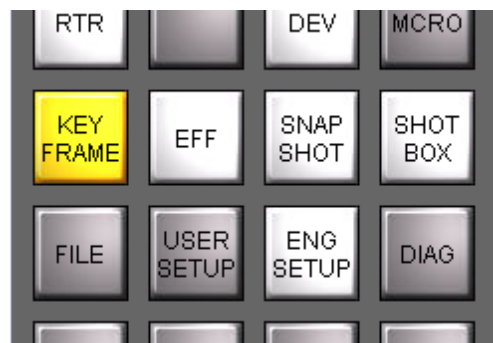 RTR
DEV
MCRO
KEY
FRAME
EFF
SNAP
SHOT
SHOT
BOX
FILE
USER
SETUP
ENG
SETUP
DIAG